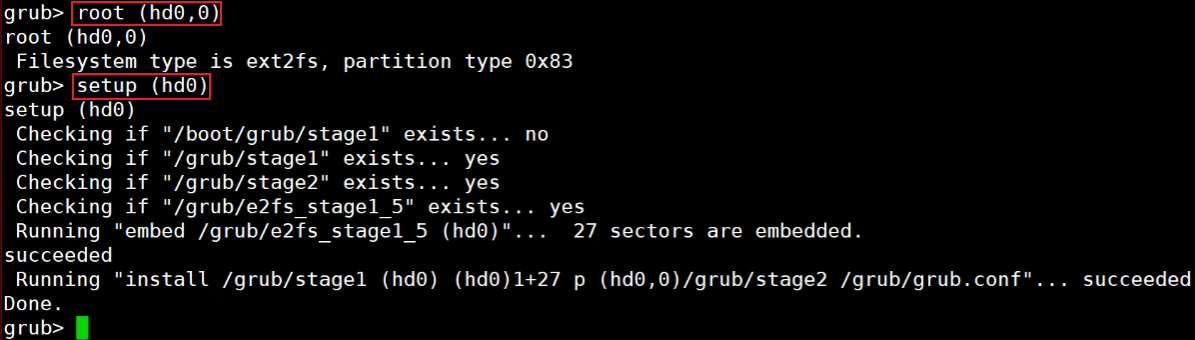 grub> root (hd0,0)
root (hd0,0)
 Filesystem type is ext2fs, partition type 0x83
grub> setup (hd0)
setup (hd0)
 Checking if "/boot/grub/stage1" exists... no
 Checking if "/grub/stage1" exists... yes
 Checking if "/grub/stage2" exists... yes
 Checking if "/grub/e2fs_stage1_5" exists... yes
 Running "embed /grub/e2fs_stage1_5 (hd0)"...  27 sectors are embedded.
succeeded
 Running "install /grub/stage1 (hd0) (hd0)1+27 p (hd0,0)/grub/stage2 /grub/grub.conf"... succeeded
Done.
grub>